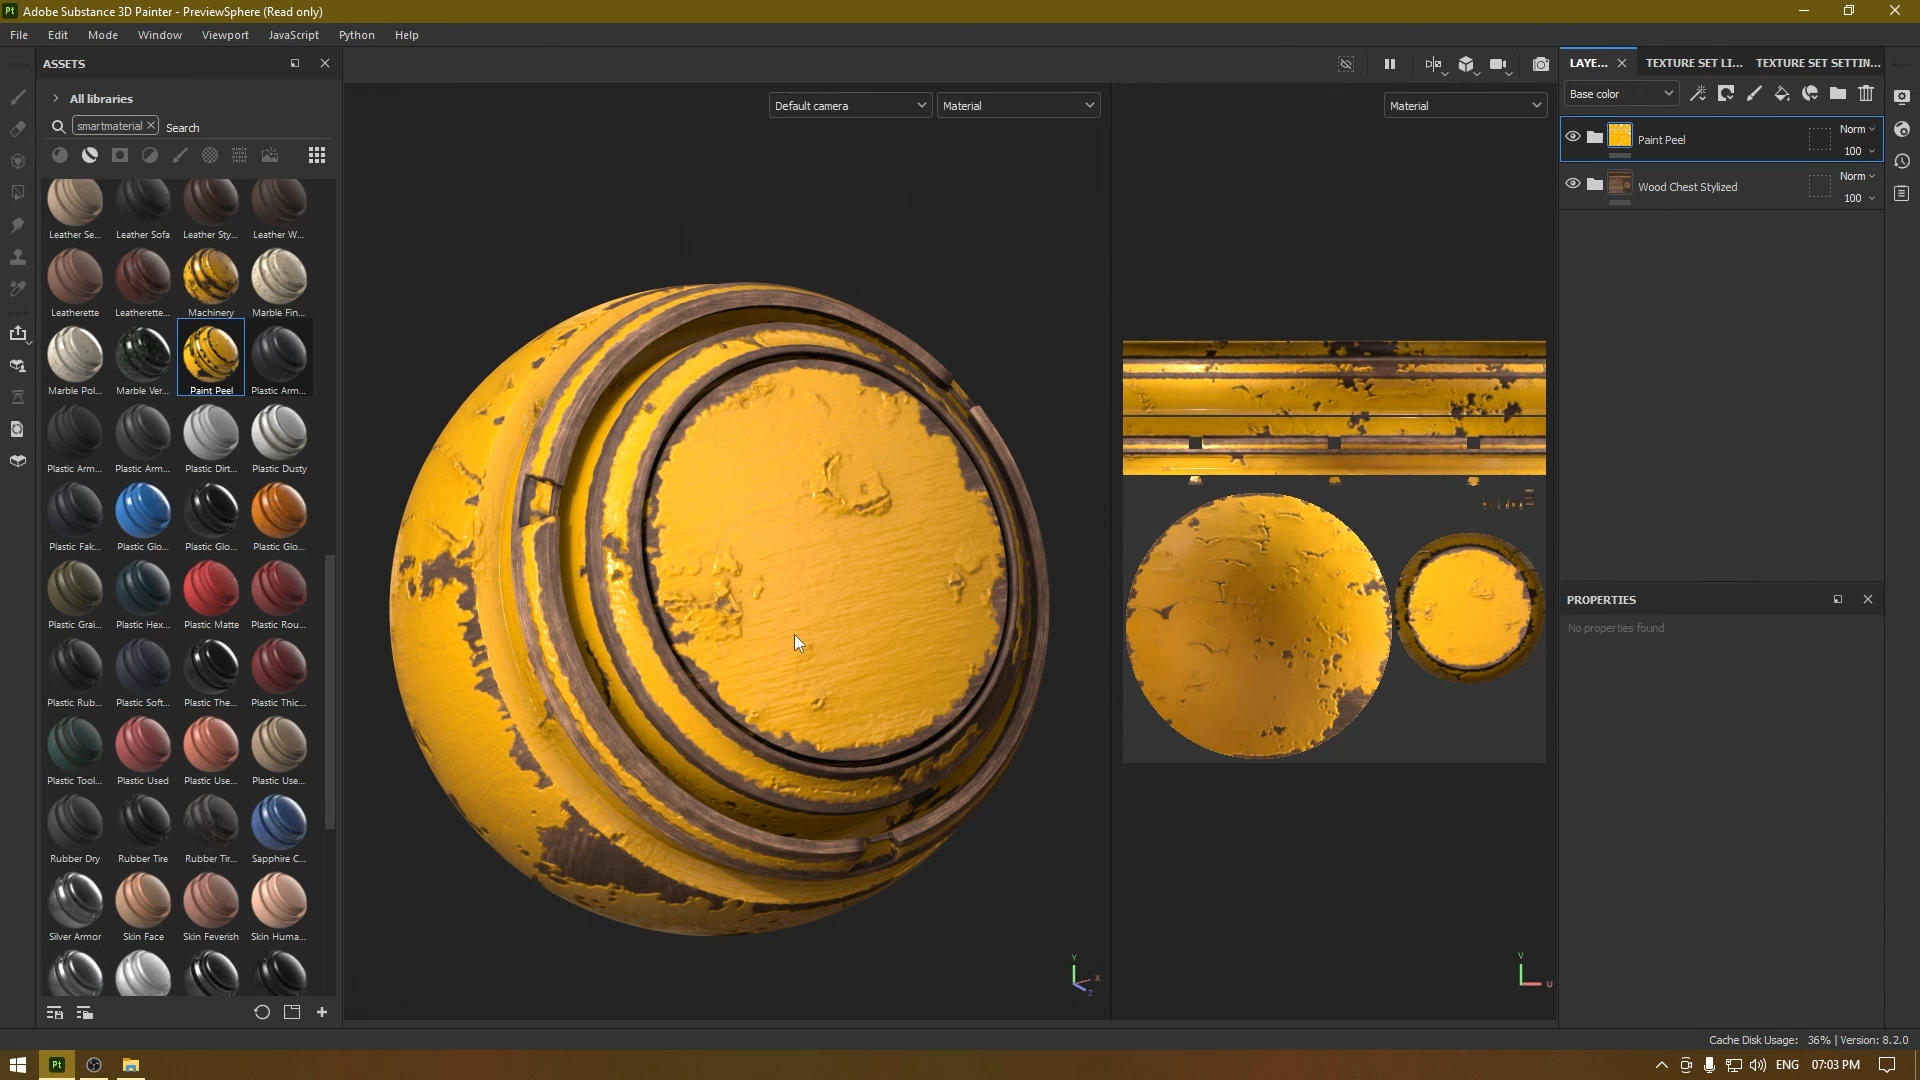 Pt Adobe Substance 3D Painter - PreviewSphere (Read only)
File Edit Mode Window Viewport JavaScript Python Help
ASSETS
All libraries
smartmaterial Search
Leather Se... Leather Sofa Leather Sty... Leather W...
Leatherette Leatherette... Machinery Marble Fin...
Marble Pol... Marble Ver... Paint Peel Plastic Arm...
Plastic Arm... Plastic Arm... Plastic Dirt... Plastic Dusty
Plastic Fak... Plastic Glo... Plastic Glo... Plastic Glo...
Plastic Grai... Plastic Hex... Plastic Matte Plastic Rou...
Plastic Rub... Plastic Soft... Plastic The... Plastic Thic...
Plastic Tool... Plastic Used Plastic Use... Plastic Use...
Rubber Dry Rubber Tire Rubber Tir... Sapphire C...
Silver Armor Skin Face Skin Feverish Skin Huma...
Default camera Material
Y
X
Z
Material
V
U
LAYE... TEXTURE SET LI... TEXTURE SET SETTIN...
Base color
Paint Peel Norm
100
Wood Chest Stylized Norm
100
PROPERTIES
No properties found
Cache Disk Usage: 36% | Version: 8.2.0
Pt ENG 07:03 PM